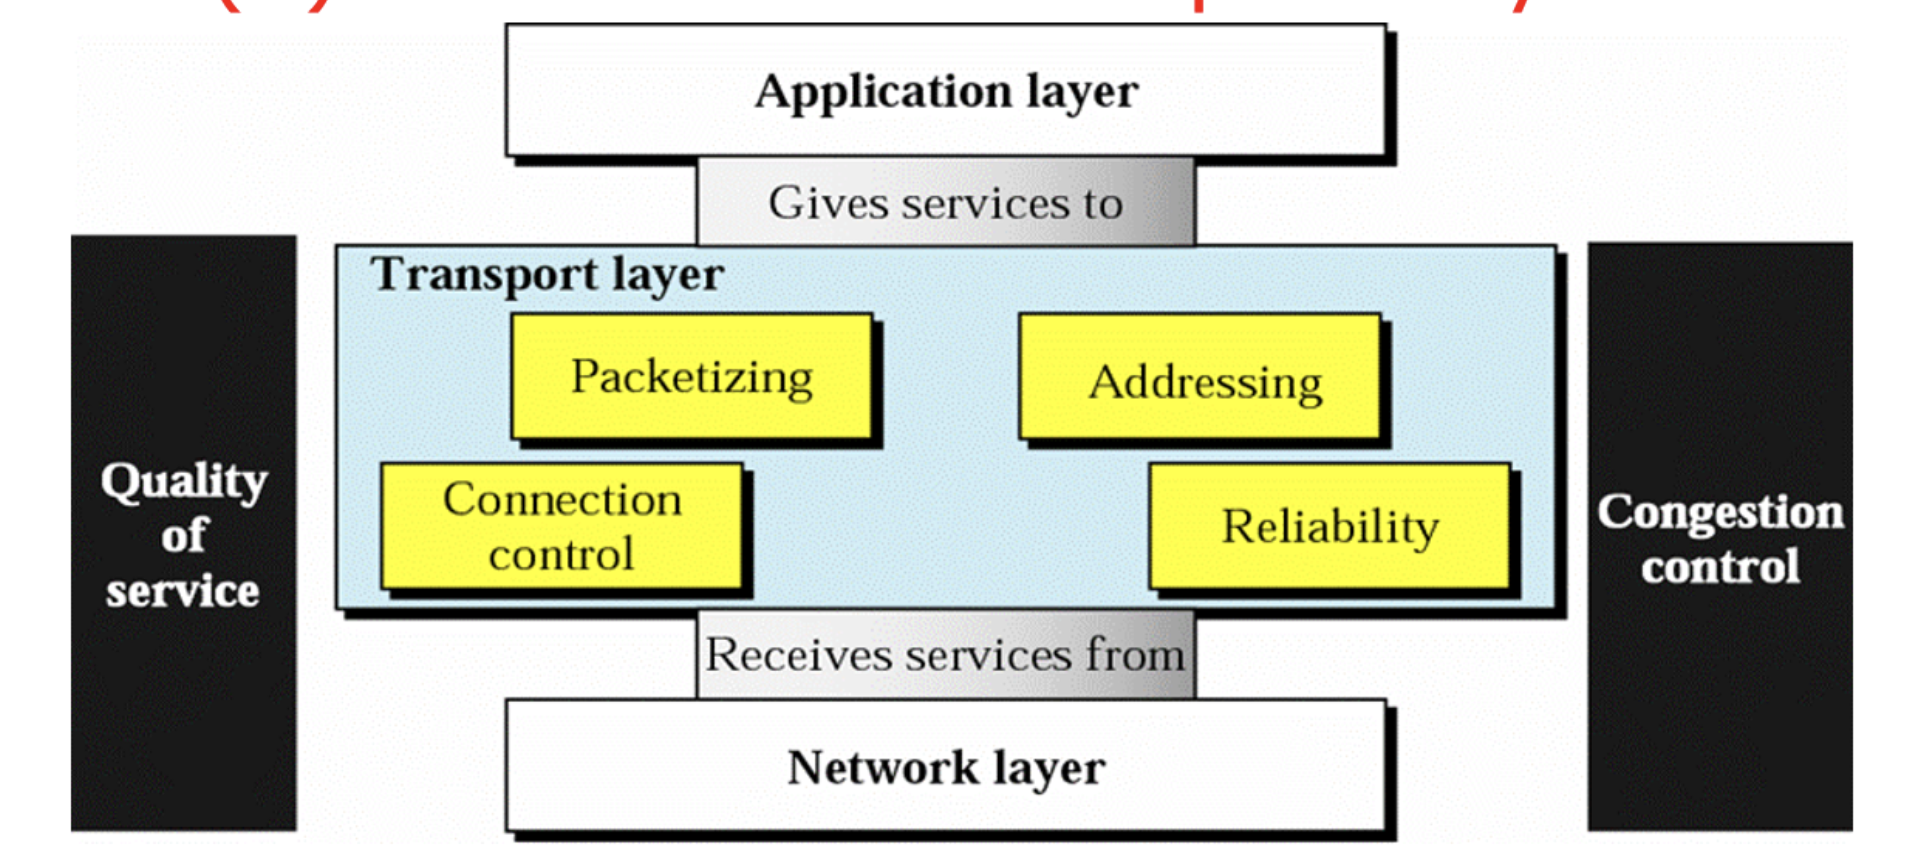 Application layer
Gives services to
Transport layer
Packetizing
Addressing
Connection
control
Reliability
Quality
of
service
Congestion
control
Receives services from
Network layer